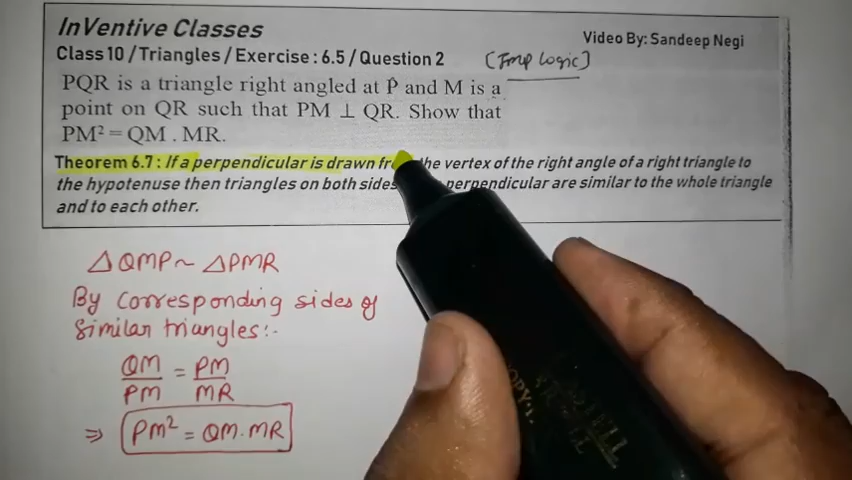 InVentive Classes
Video By: Sandeep Negi
Class 10 / Triangles / Exercise : 6.5 / Question 2
[Imp Logic]
PQR is a triangle right angled at P and M is a
point on QR such that PM ⊥ QR. Show that
PM² = QM . MR.
Theorem 6.7 : If a perpendicular is drawn fr the vertex of the right angle of a right triangle to
the hypotenuse then triangles on both sides perpendicular are similar to the whole triangle
and to each other.
△QMP ~ △PMR
By corresponding sides of
similar triangles:-
QM/PM = PM/MR
⇒ PM² = QM·MR